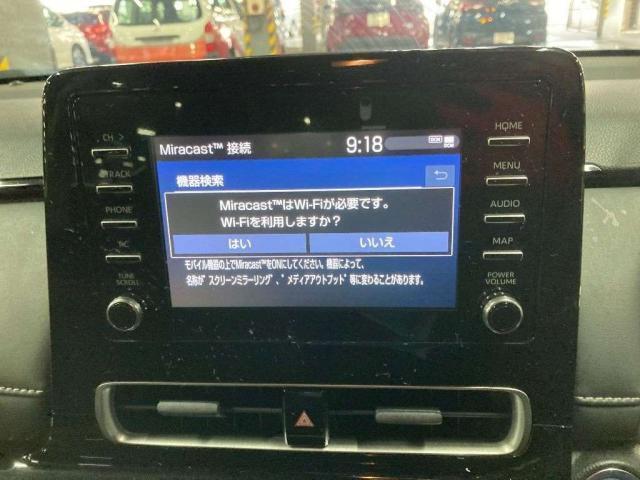 Miracast™ 接続
9:18
機器検索
Miracast™はWi-Fiが必要です。
Wi-Fiを利用しますか？
はい
いいえ
モバイル機器の上でMiracast™をONにしてください。機器によって、
名称が"スクリーンミラーリング"、"メディアアウトプット"等に変わることがあります。
CH >
TRACK
PHONE
TUNE
SCROLL
HOME
MENU
AUDIO
MAP
POWER
VOLUME